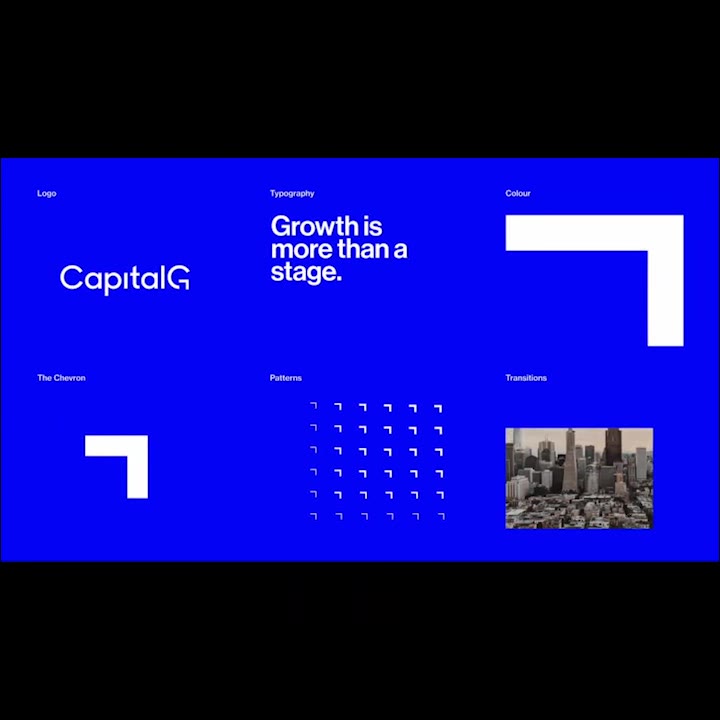 Logo
Typography
Colour
CapitalG
Growth is
more than a
stage.
The Chevron
Patterns
Transitions